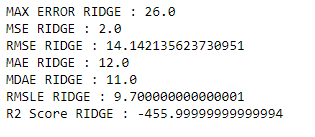 MAX ERROR RIDGE : 26.0
MSE RIDGE : 2.0
RMSE RIDGE : 14.142135623730951
MAE RIDGE : 12.0
MDAE RIDGE : 11.0
RMSLE RIDGE : 9.700000000000001
R2 Score RIDGE : -455.99999999999994